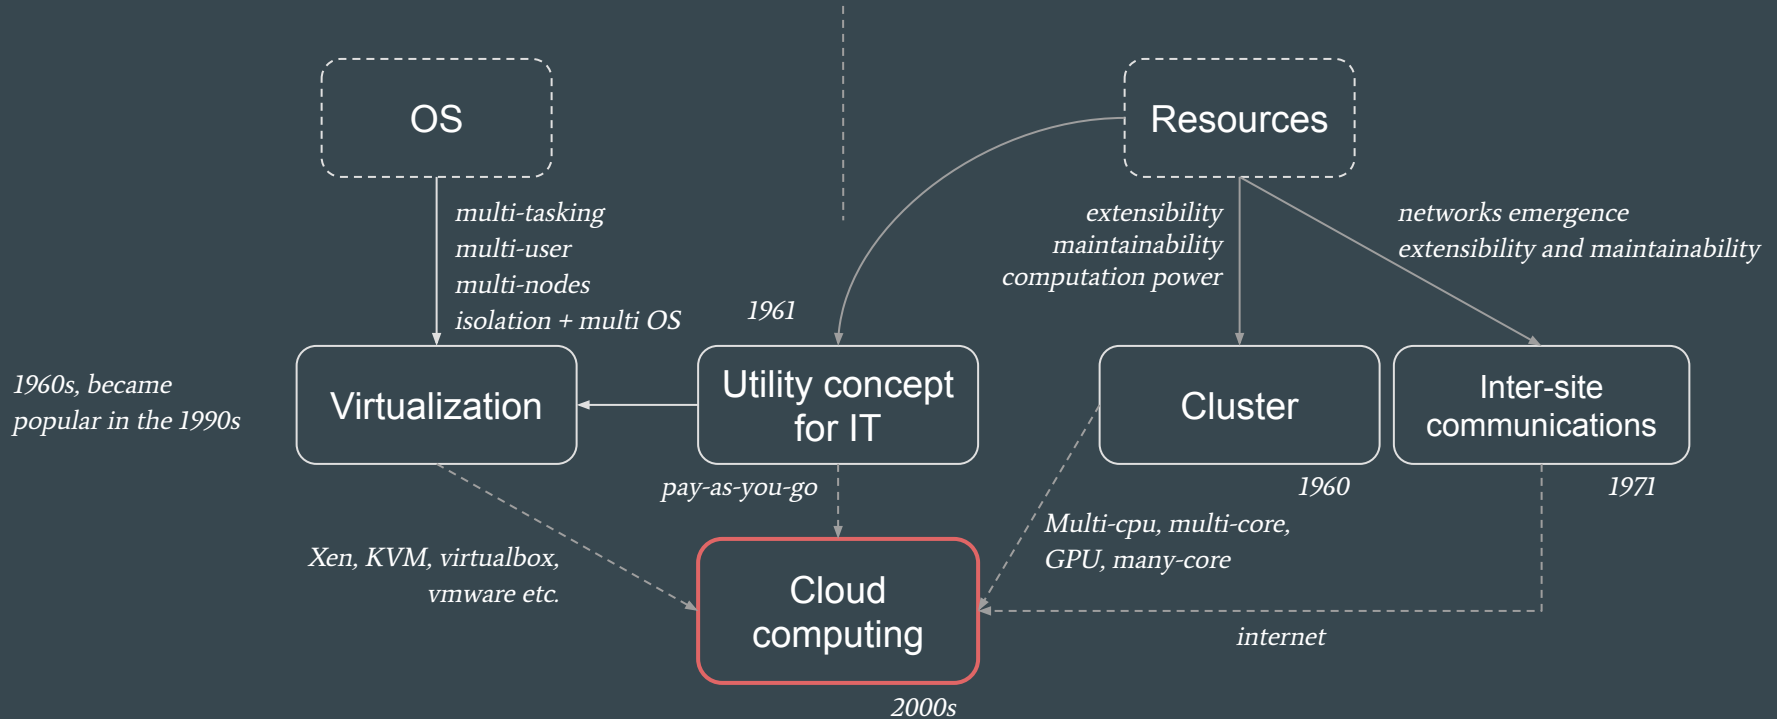 OS
Resources
multi-tasking
multi-user
multi-nodes
isolation + multi OS
extensibility
maintainability
computation power
networks emergence
extensibility and maintainability
1961
1960s, became
popular in the 1990s
Virtualization
Utility concept
for IT
Cluster
Inter-site
communications
pay-as-you-go
1960
1971
Xen, KVM, virtualbox,
vmware etc.
Multi-cpu, multi-core,
GPU, many-core
Cloud
computing
internet
2000s